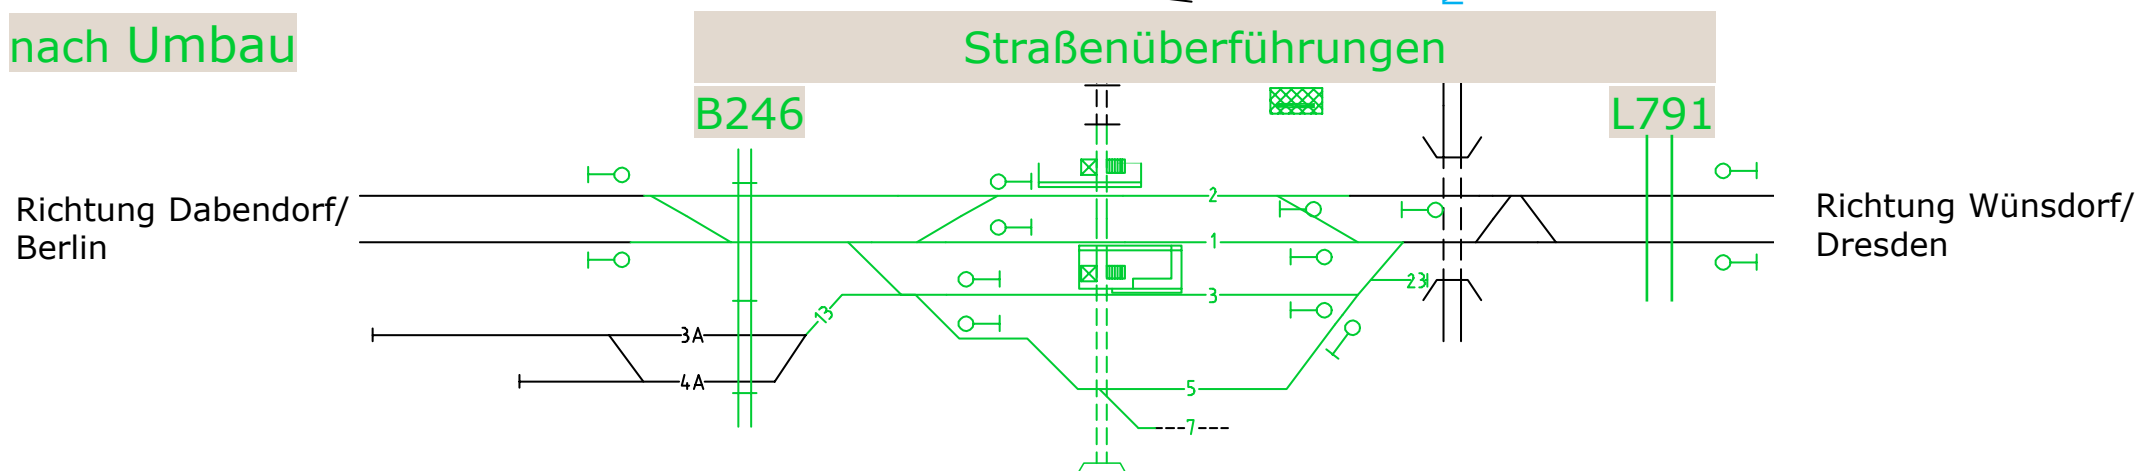 nach Umbau
Straßenüberführungen
B246
L791
Richtung Dabendorf/
Berlin
Richtung Wünsdorf/
Dresden
2
1
23
3
13
3A
4A
5
7